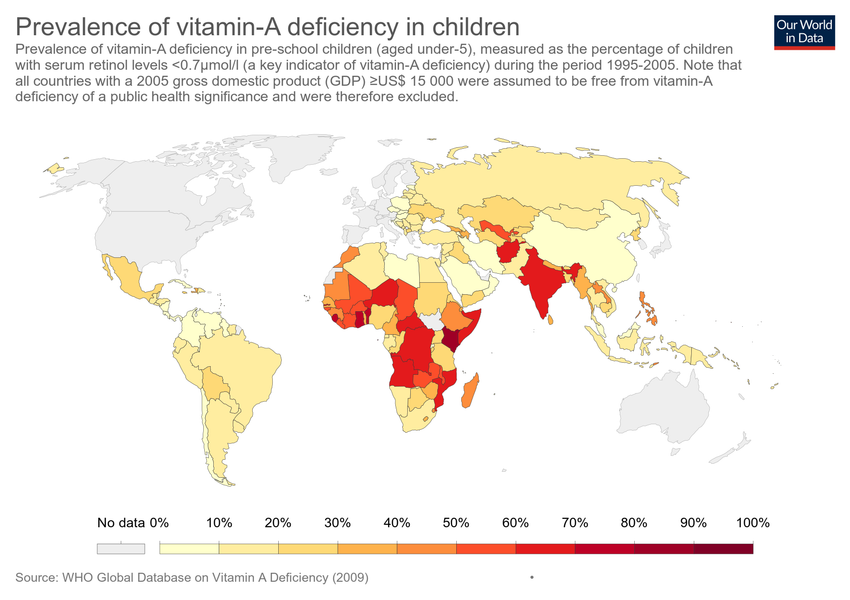 Prevalence of vitamin-A deficiency in children
Our World
in Data
Prevalence of vitamin-A deficiency in pre-school children (aged under-5), measured as the percentage of children
with serum retinol levels <0.7μmol/l (a key indicator of vitamin-A deficiency) during the period 1995-2005. Note that
all countries with a 2005 gross domestic product (GDP) ≥US$ 15 000 were assumed to be free from vitamin-A
deficiency of a public health significance and were therefore excluded.
No data 0% 10% 20% 30% 40% 50% 60% 70% 80% 90% 100%
Source: WHO Global Database on Vitamin A Deficiency (2009) •